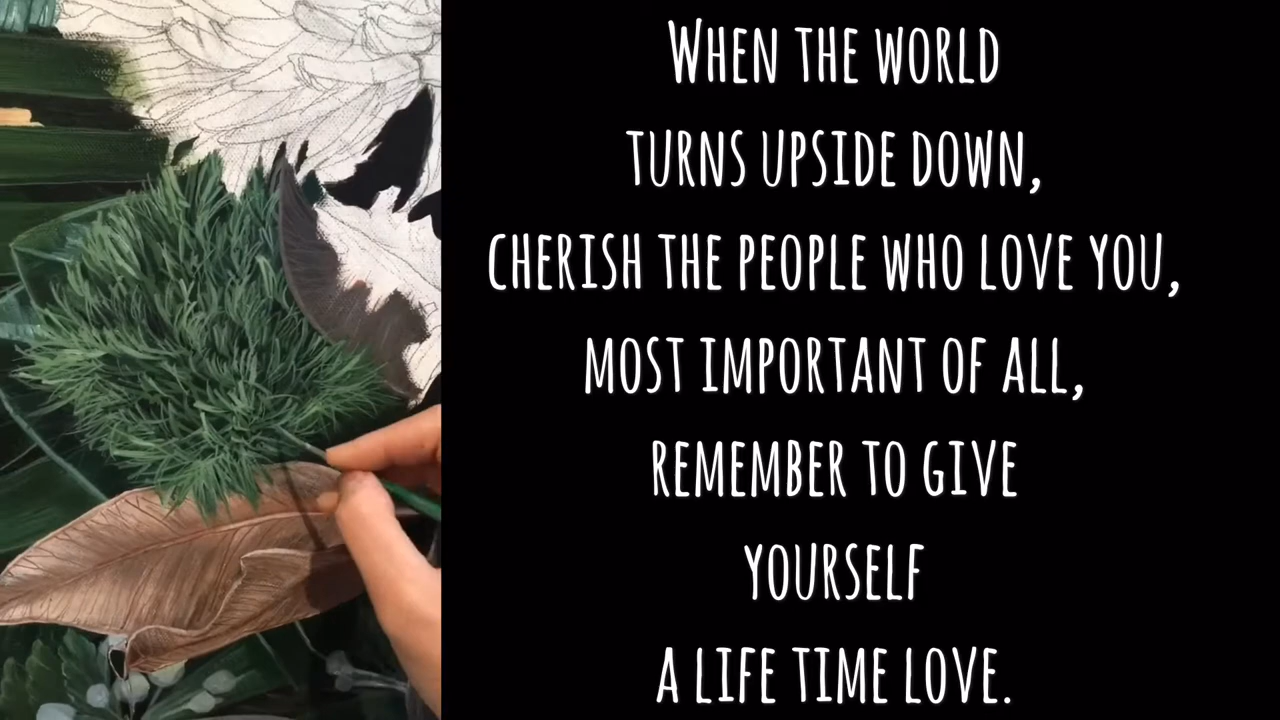 When the world
turns upside down,
cherish the people who love you,
most important of all,
remember to give
yourself
a life time love.